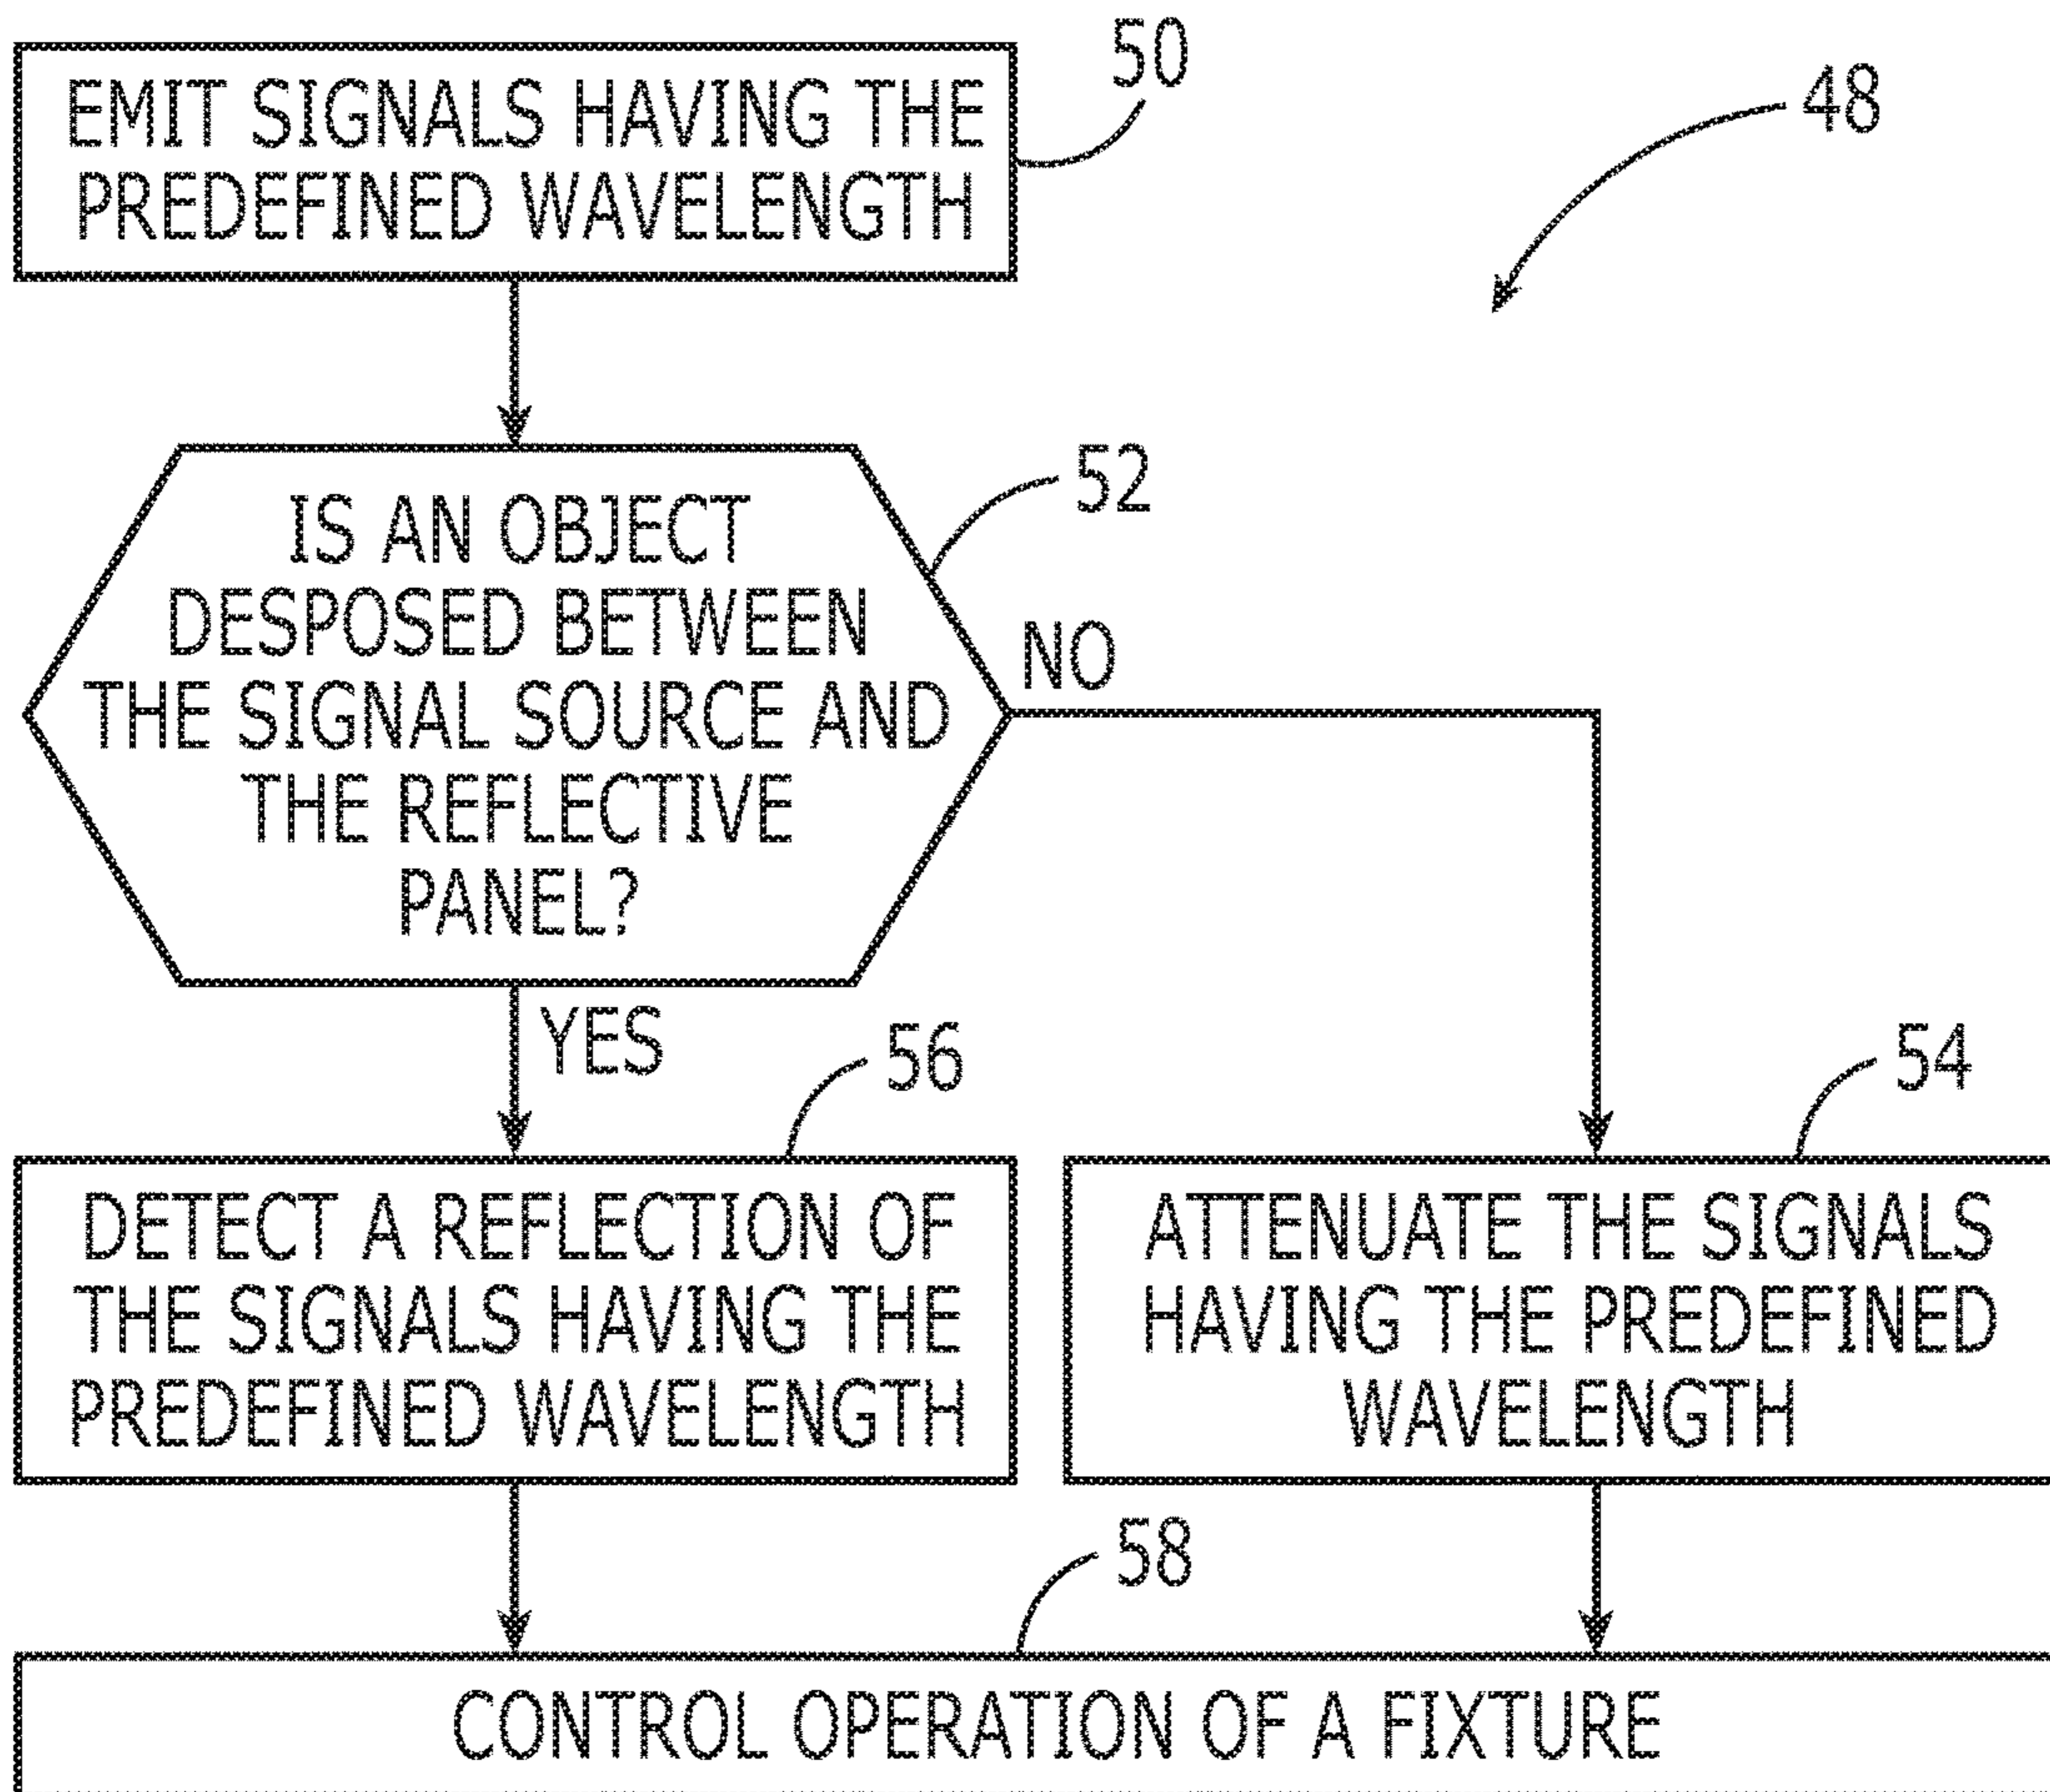 50
48
EMIT SIGNALS HAVING THE
PREDEFINED WAVELENGTH
52
IS AN OBJECT
DESPOSED BETWEEN
THE SIGNAL SOURCE AND
THE REFLECTIVE
PANEL?
NO
YES
56
54
DETECT A REFLECTION OF
THE SIGNALS HAVING THE
PREDEFINED WAVELENGTH
ATTENUATE THE SIGNALS
HAVING THE PREDEFINED
WAVELENGTH
58
CONTROL OPERATION OF A FIXTURE